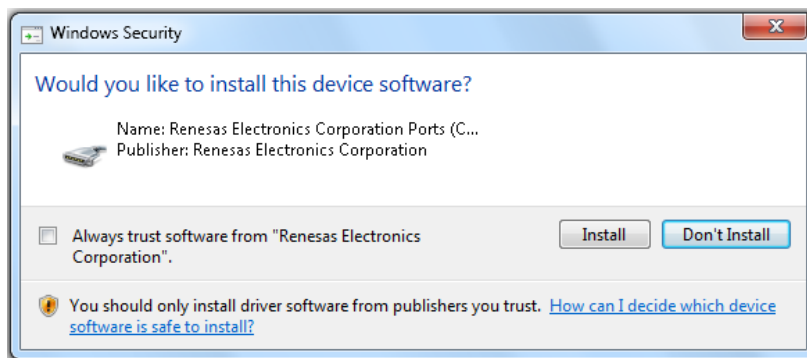 Windows Security
Would you like to install this device software?
Name: Renesas Electronics Corporation Ports (C...
Publisher: Renesas Electronics Corporation
Always trust software from "Renesas Electronics
Corporation".
Install
Don't Install
You should only install driver software from publishers you trust. How can I decide which device
software is safe to install?